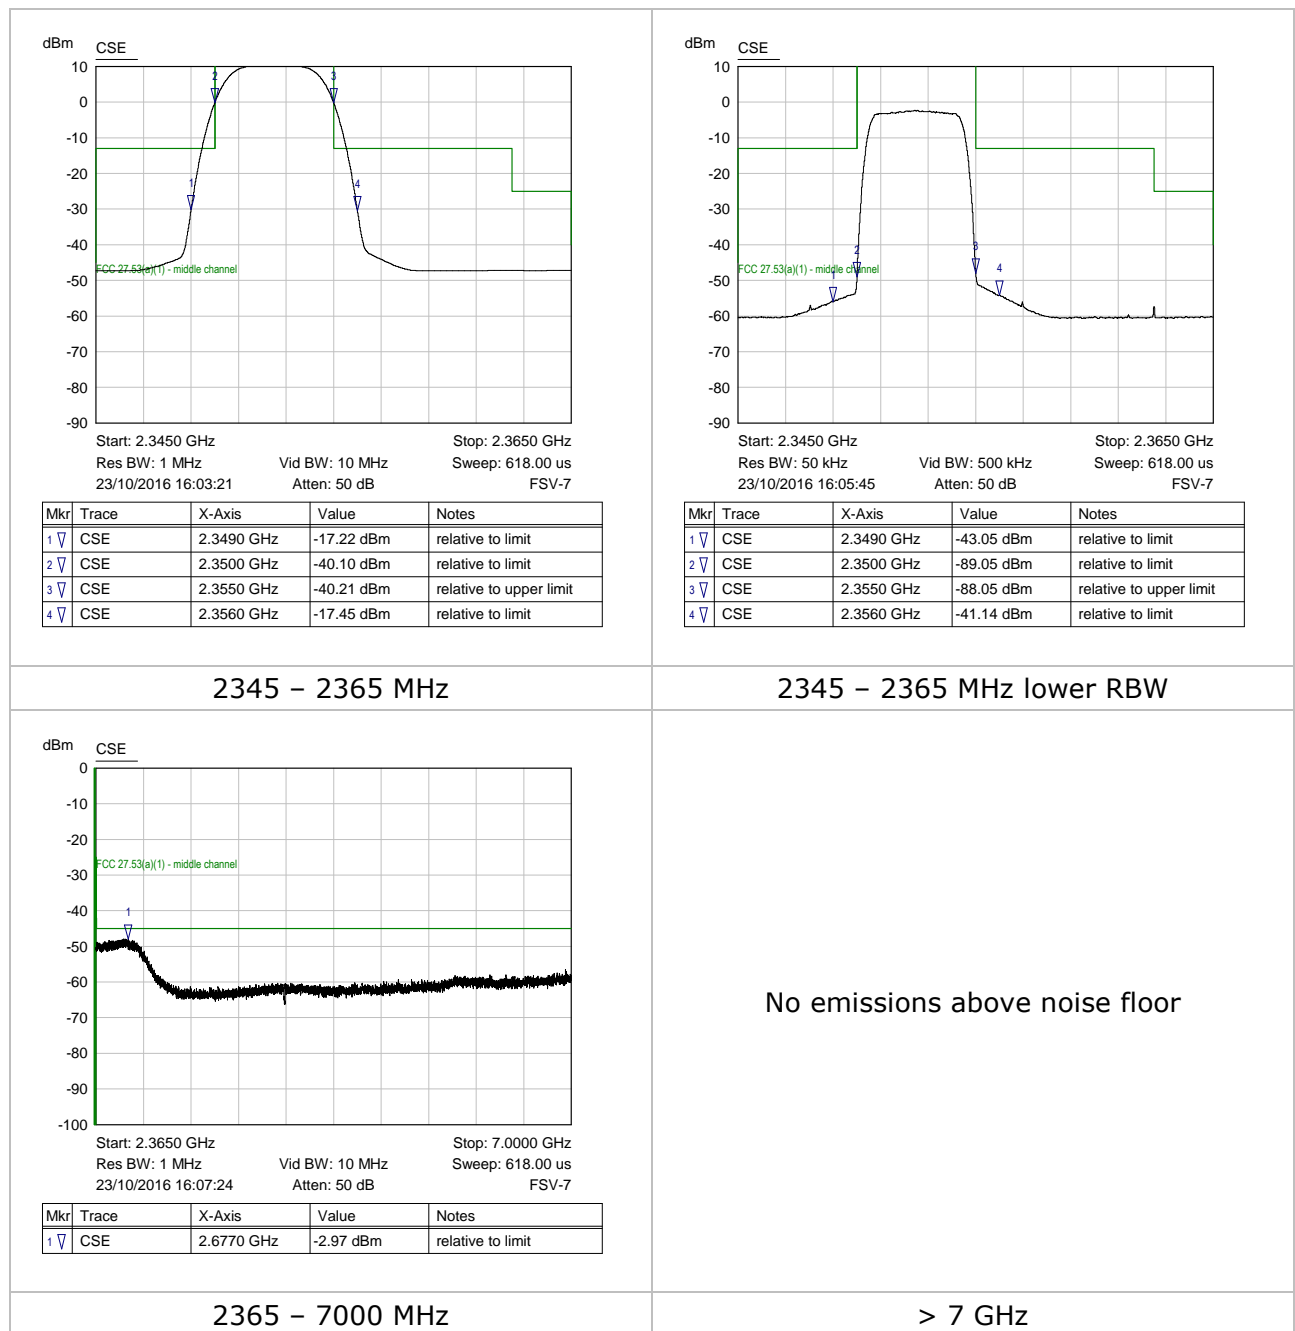 dBm CSE
10
0
-10
-20
-30
-40
-50
-60
-70
-80
-90
2
3
1
4
FCC 27.53(a)(1) - middle channel
Start: 2.3450 GHz Stop: 2.3650 GHz
Res BW: 1 MHz Vid BW: 10 MHz Sweep: 618.00 us
23/10/2016 16:03:21 Atten: 50 dB FSV-7
Mkr Trace X-Axis Value Notes
1 CSE 2.3490 GHz -17.22 dBm relative to limit
2 CSE 2.3500 GHz -40.10 dBm relative to limit
3 CSE 2.3550 GHz -40.21 dBm relative to upper limit
4 CSE 2.3560 GHz -17.45 dBm relative to limit
2345 – 2365 MHz
dBm CSE
10
0
-10
-20
-30
-40
-50
-60
-70
-80
-90
2
3
1
4
FCC 27.53(a)(1) - middle channel
Start: 2.3450 GHz Stop: 2.3650 GHz
Res BW: 50 kHz Vid BW: 500 kHz Sweep: 618.00 us
23/10/2016 16:05:45 Atten: 50 dB FSV-7
Mkr Trace X-Axis Value Notes
1 CSE 2.3490 GHz -43.05 dBm relative to limit
2 CSE 2.3500 GHz -89.05 dBm relative to limit
3 CSE 2.3550 GHz -88.05 dBm relative to upper limit
4 CSE 2.3560 GHz -41.14 dBm relative to limit
2345 – 2365 MHz lower RBW
dBm CSE
0
-10
-20
-30
-40
-50
-60
-70
-80
-90
-100
FCC 27.53(a)(1) - middle channel
1
Start: 2.3650 GHz Stop: 7.0000 GHz
Res BW: 1 MHz Vid BW: 10 MHz Sweep: 618.00 us
23/10/2016 16:07:24 Atten: 50 dB FSV-7
Mkr Trace X-Axis Value Notes
1 CSE 2.6770 GHz -2.97 dBm relative to limit
2365 – 7000 MHz
No emissions above noise floor
> 7 GHz